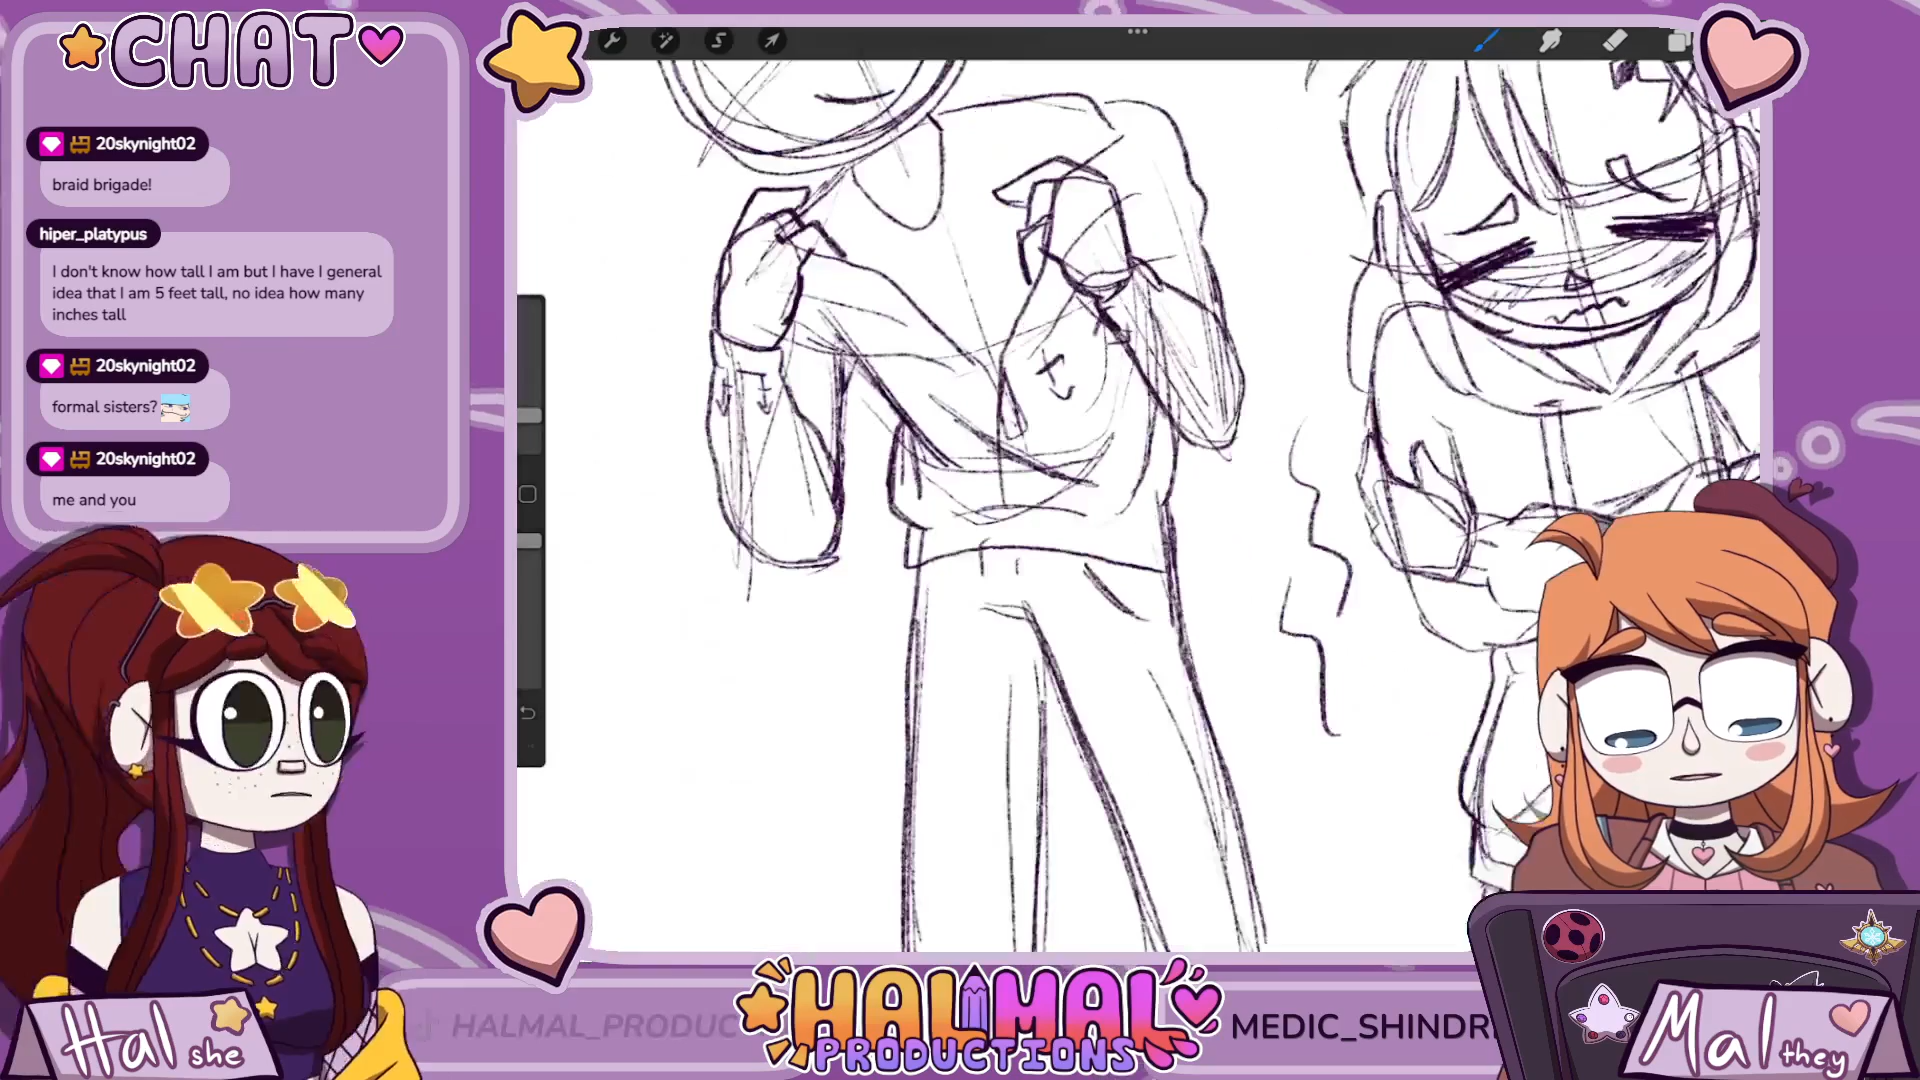 CHAT
20skynight02
braid brigade!
hiper_platypus
I don't know how tall I am but I have I general
idea that I am 5 feet tall, no idea how many
inches tall
20skynight02
formal sisters?
20skynight02
me and you
Hal she
HALMAL_PRODUC
HALMAL
PRODUCTIONS
MEDIC_SHINDR
Mal they